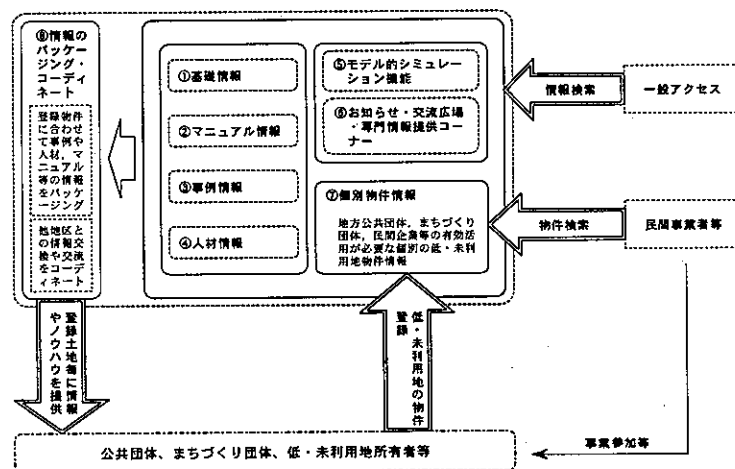 ⑧情報の
パッケー
ジング・
コーディ
ネート
登録物件
に合わせ
て事例や
人材，マ
ニュアル
等の情報
をパッケ
ージング
他地区と
の情報交
換や交流
をコーデ
ィネート
①基礎情報
②マニュアル情報
③事例情報
④人材情報
⑤モデル的シミュレー
ション機能
⑥お知らせ・交流広場
・専門情報提供コー
ナー
⑦個別物件情報
地方公共団体，まちづくり
団体，民間企業等の有効活
用が必要な個別の低・未利
用地物件情報
情報検索
一般アクセス
物件検索
民間事業者等
登録土地毎に情報
やノウハウを提供
低・未利用地の物件
登録
事業参加等
公共団体、まちづくり団体、低・未利用地所有者等